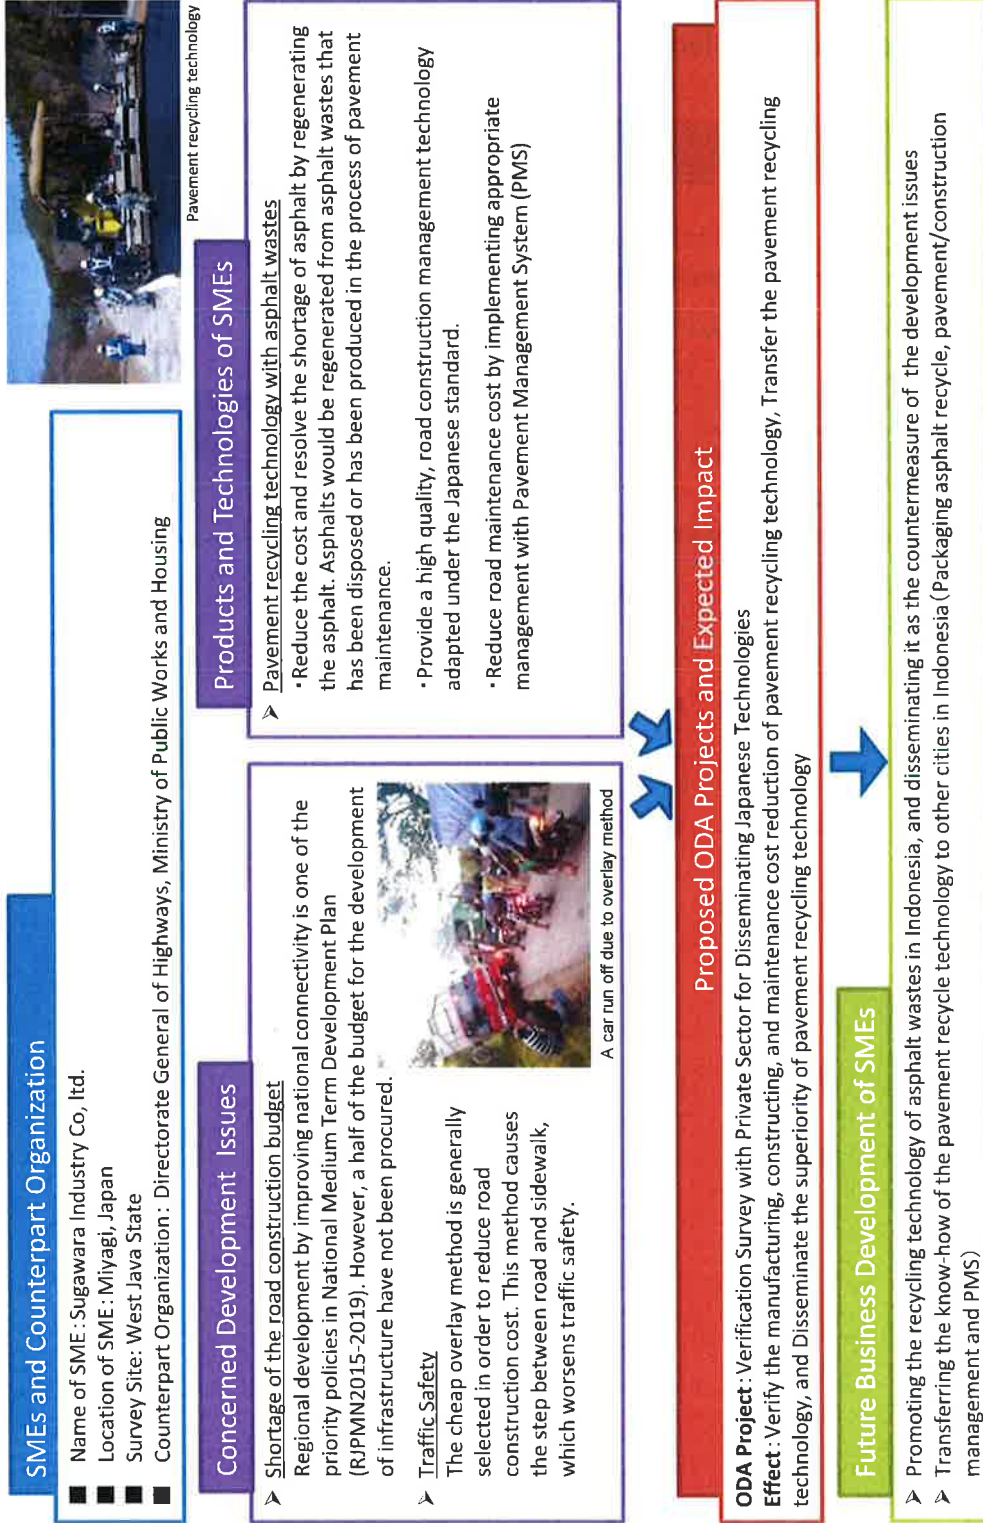 SMEs and Counterpart Organization
■ Name of SME : Sugawara Industry Co, ltd.
■ Location of SME : Miyagi, Japan
■ Survey Site: West Java State
■ Counterpart Organization : Directorate General of Highways, Ministry of Public Works and Housing
Pavement recycling technology
Concerned Development Issues
➢ Shortage of the road construction budget
Regional development by improving national connectivity is one of the
priority policies in National Medium Term Development Plan
(RJPMN2015-2019). However, a half of the budget for the development
of infrastructure have not been procured.
➢ Traffic Safety
The cheap overlay method is generally
selected in order to reduce road
construction cost. This method causes
the step between road and sidewalk,
which worsens traffic safety.
A car run off due to overlay method
Products and Technologies of SMEs
➢ Pavement recycling technology with asphalt wastes
・Reduce the cost and resolve the shortage of asphalt by regenerating
the asphalt. Asphalts would be regenerated from asphalt wastes that
has been disposed or has been produced in the process of pavement
maintenance.
・Provide a high quality, road construction management technology
adapted under the Japanese standard.
・Reduce road maintenance cost by implementing appropriate
management with Pavement Management System (PMS)
Proposed ODA Projects and Expected Impact
ODA Project : Verification Survey with Private Sector for Disseminating Japanese Technologies
Effect : Verify the manufacturing, constructing, and maintenance cost reduction of pavement recycling technology, Transfer the pavement recycling
technology, and Disseminate the superiority of pavement recycling technology
Future Business Development of SMEs
➢ Promoting the recycling technology of asphalt wastes in Indonesia, and disseminating it as the countermeasure of the development issues
➢ Transferring the know-how of the pavement recycle technology to other cities in Indonesia (Packaging asphalt recycle, pavement/construction
management and PMS)